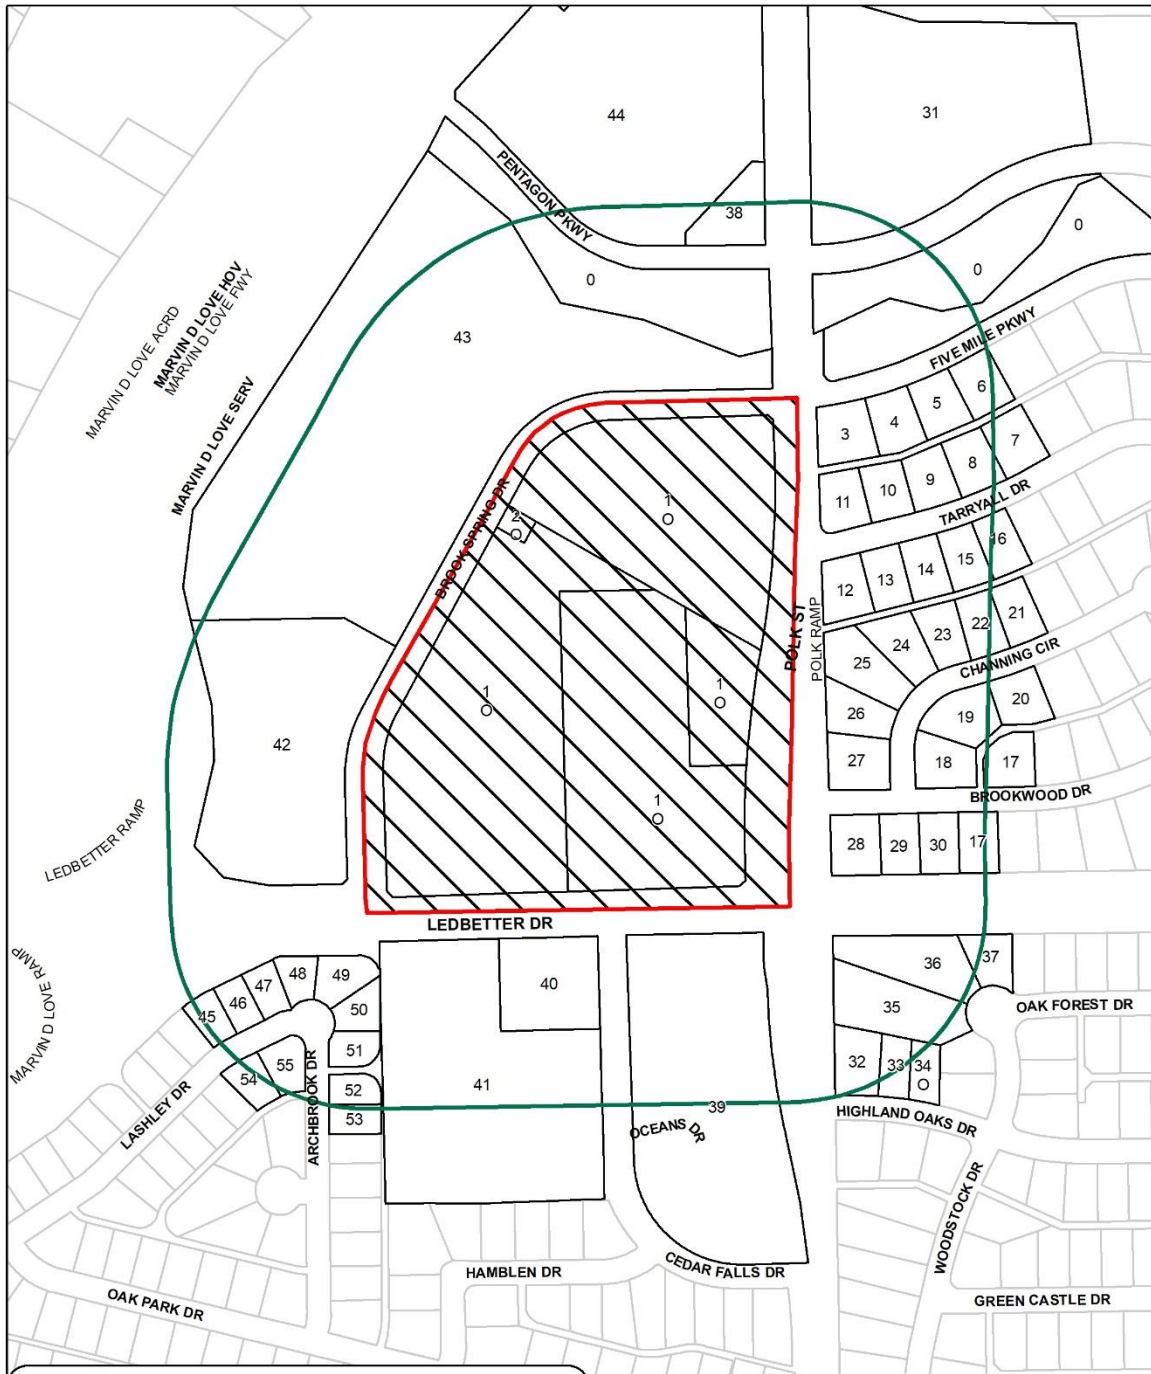 44
31
PENTAGON PKWY
38
0
0
0
MARVIN D LOVE ACRD
MARVIN D LOVE HOV
MARVIN D LOVE FWY
43
FIVE MILE PKWY
MARVIN D LOVE SERV
6
5
4
3
7
8
9
10
11
TARRYALL DR
1
O
2
O
BROOK SPRING DR
16
15
14
13
12
POLK ST
POLK RAMP
21
22
23
24
25
CHANNING CIR
1
O
1
O
20
19
26
42
27
18
17
BROOKWOOD DR
1
O
LEDBETTER RAMP
28
29
30
17
LEDBETTER DR
MARVIN D LOVE RAMP
36
37
49
48
47
46
45
40
50
35
OAK FOREST DR
51
55
54
32
33
34
O
41
52
53
39
LASHLEY DR
ARCHBROOK DR
OCEANS DR
HIGHLAND OAKS DR
WOODSTOCK DR
HAMBLEN DR
CEDAR FALLS DR
OAK PARK DR
GREEN CASTLE DR